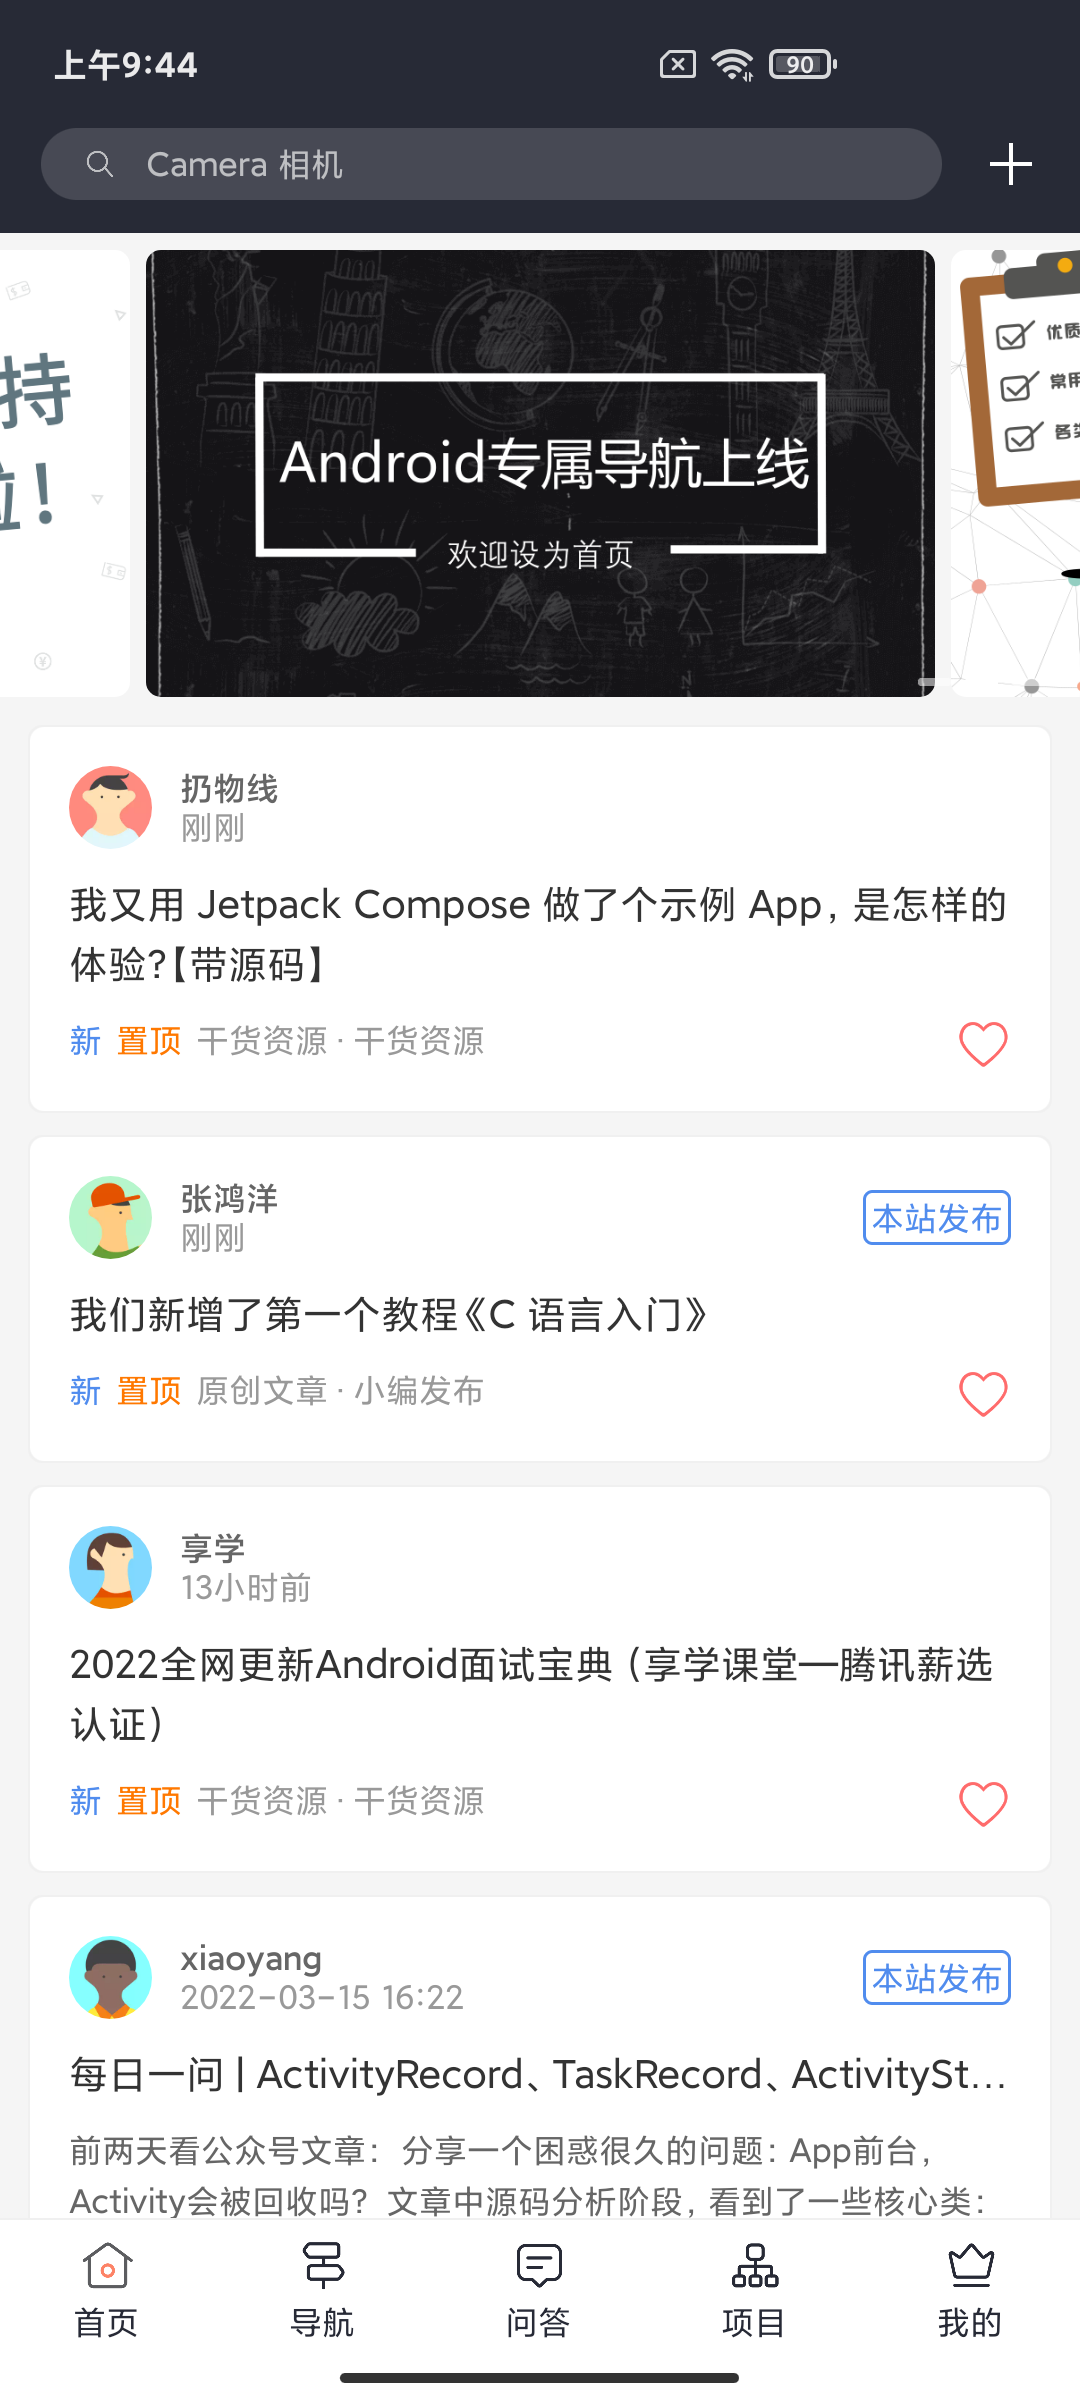 上午9:44
90
Camera 相机
持
啦!
Android专属导航上线
欢迎设为首页
优质
常用
各类
扔物线
刚刚
我又用 Jetpack Compose 做了个示例 App, 是怎样的
体验?【带源码】
新 置顶 干货资源 · 干货资源
张鸿洋
刚刚
本站发布
我们新增了第一个教程《C 语言入门》
新 置顶 原创文章 · 小编发布
享学
13小时前
2022全网更新Android面试宝典 (享学课堂—腾讯薪选
认证)
新 置顶 干货资源 · 干货资源
xiaoyang
2022-03-15 16:22
本站发布
每日一问 | ActivityRecord、TaskRecord、ActivitySt...
前两天看公众号文章: 分享一个困惑很久的问题: App前台,
Activity会被回收吗? 文章中源码分析阶段, 看到了一些核心类:
首页
导航
问答
项目
我的